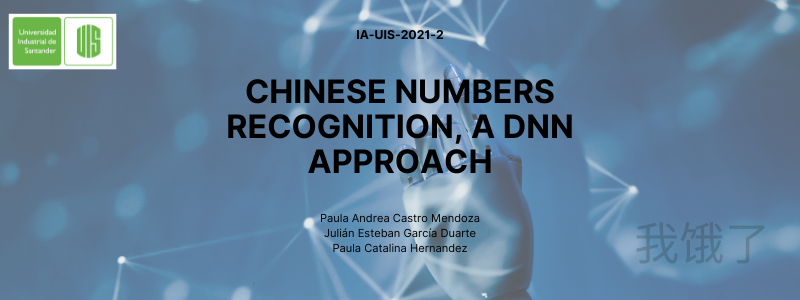 Universidad
Industrial de
Santander
UIS
IA-UIS-2021-2
CHINESE NUMBERS
RECOGNITION, A DNN
APPROACH
Paula Andrea Castro Mendoza
Julián Esteban García Duarte
Paula Catalina Hernandez
我饿了